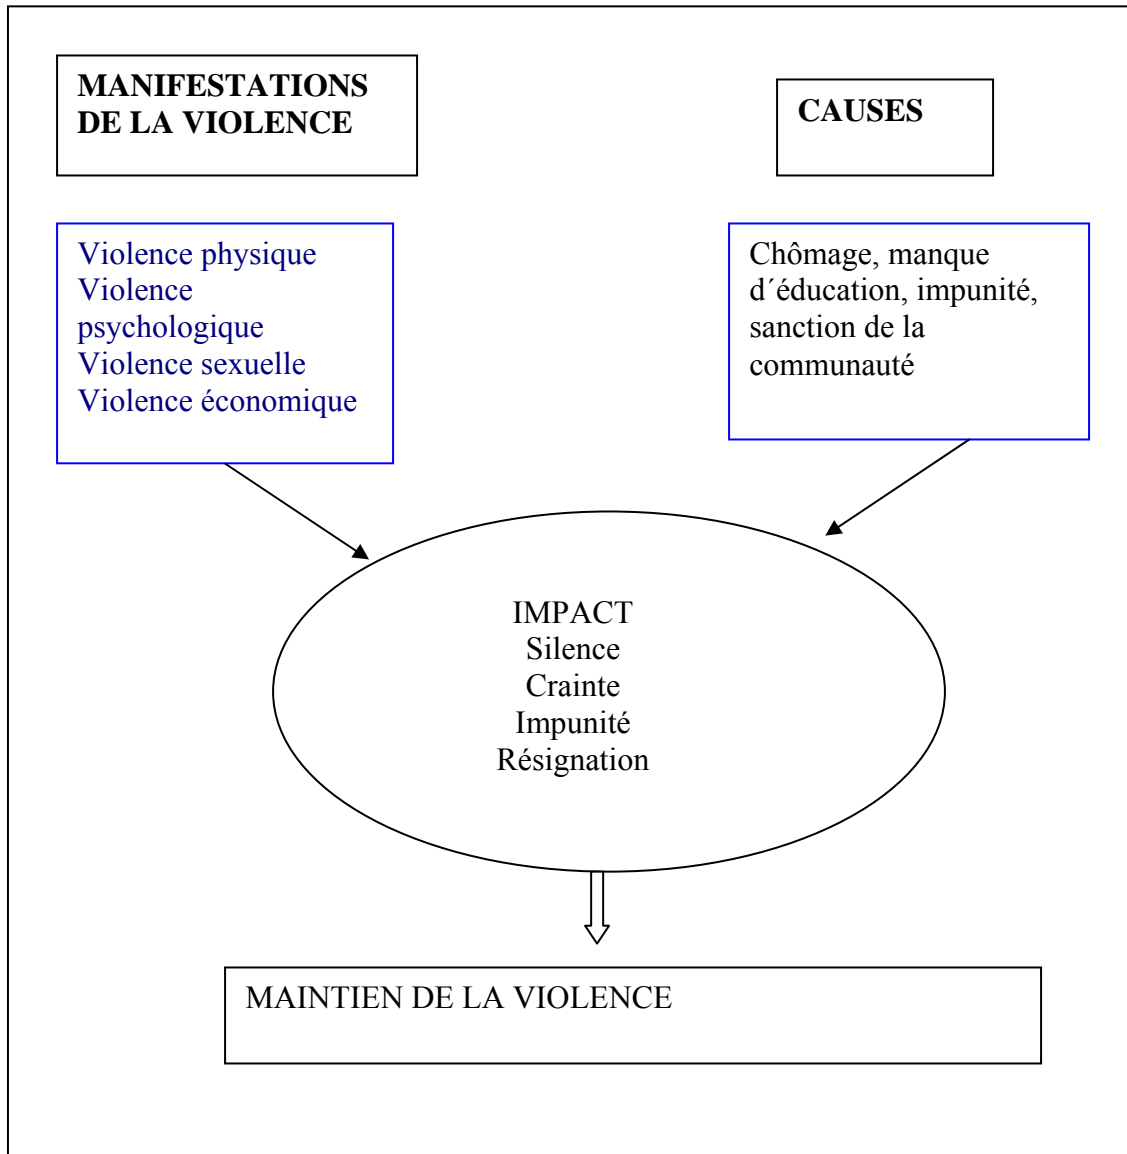 MANIFESTATIONS
DE LA VIOLENCE
CAUSES
Violence physique
Violence
psychologique
Violence sexuelle
Violence économique
Chômage, manque
d´éducation, impunité,
sanction de la
communauté
IMPACT
Silence
Crainte
Impunité
Résignation
MAINTIEN DE LA VIOLENCE